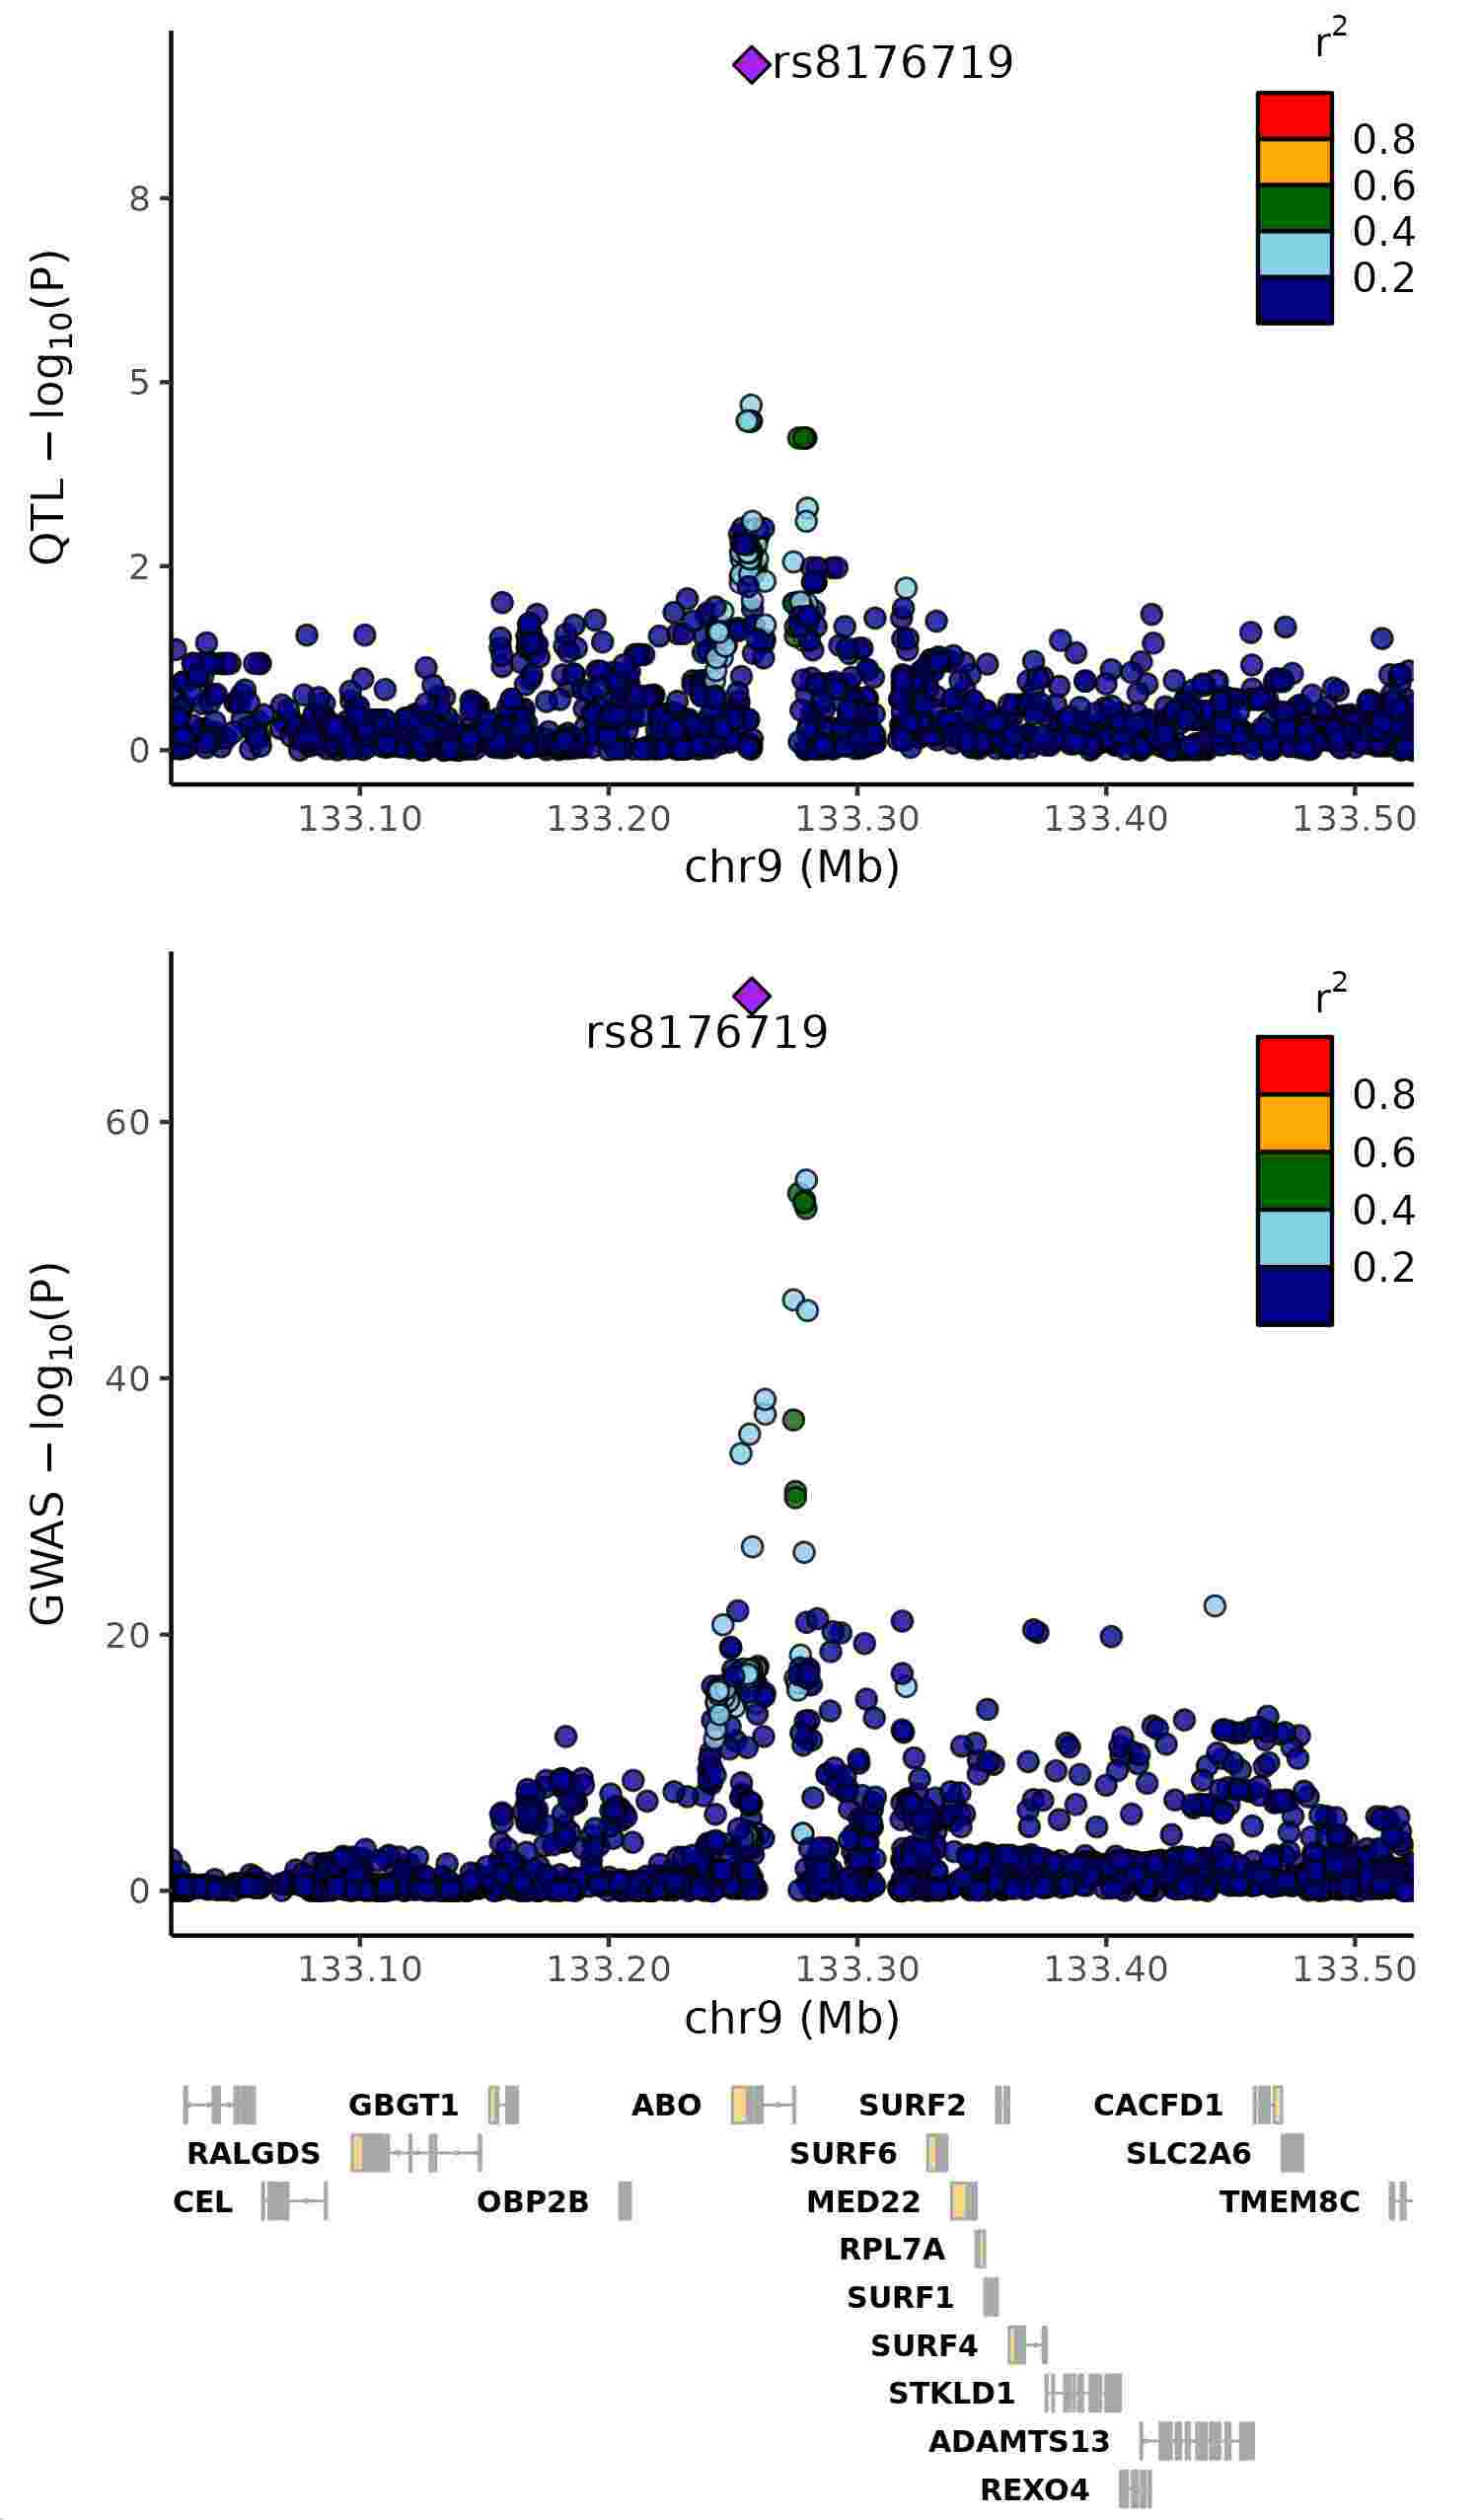 r2
rs8176719
0.8
0.6
0.4
0.2
8
5
2
0
QTL − log10(P)
133.10 133.20 133.30 133.40 133.50
chr9 (Mb)
r2
rs8176719
0.8
0.6
0.4
0.2
60
40
20
0
GWAS − log10(P)
133.10 133.20 133.30 133.40 133.50
chr9 (Mb)
GBGT1 ABO SURF2 CACFD1
RALGDS SURF6 SLC2A6
CEL OBP2B MED22 TMEM8C
RPL7A
SURF1
SURF4
STKLD1
ADAMTS13
REXO4